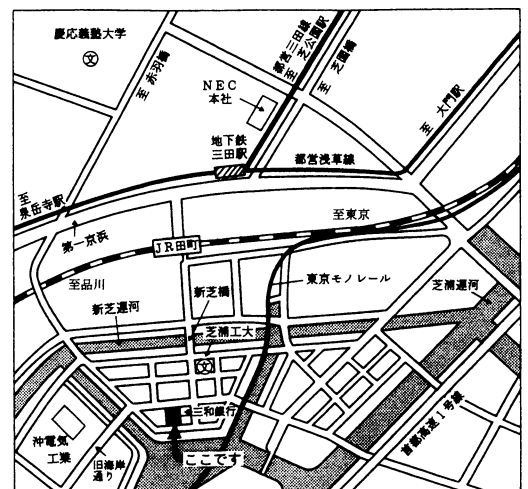 慶応義塾大学
文
至赤羽橋
NEC
本社
都営三田線
至芝公園駅
至芝園橋
至大門駅
地下鉄
三田駅
都営浅草線
至
泉岳寺駅
第一京浜
至東京
JR田町
至品川
東京モノレール
新芝運河
新芝橋
芝浦運河
芝浦工大
文
三和銀行
首都高速1号線
沖電気
工業
旧海岸
通り
ここです